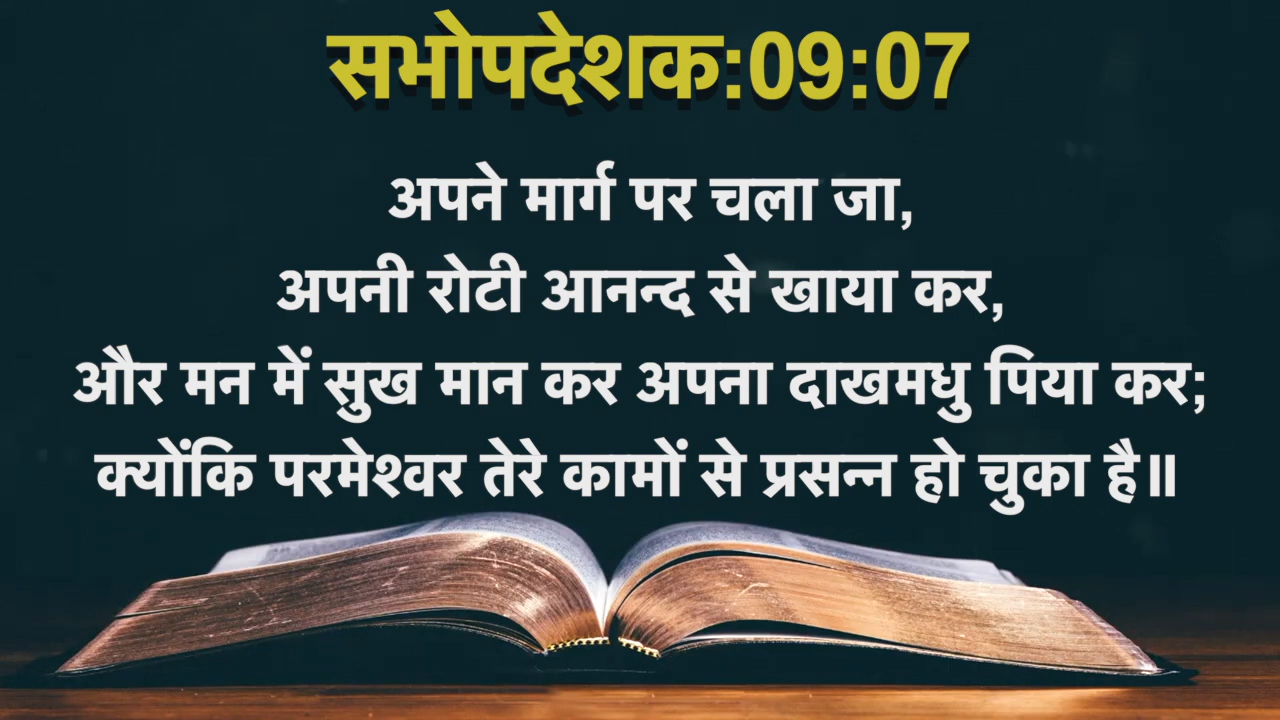 सभोपदेशक:09:07
अपने मार्ग पर चला जा,
अपनी रोटी आनन्द से खाया कर,
और मन में सुख मान कर अपना दाखमधु पिया कर;
क्योंकि परमेश्वर तेरे कामों से प्रसन्न हो चुका है॥